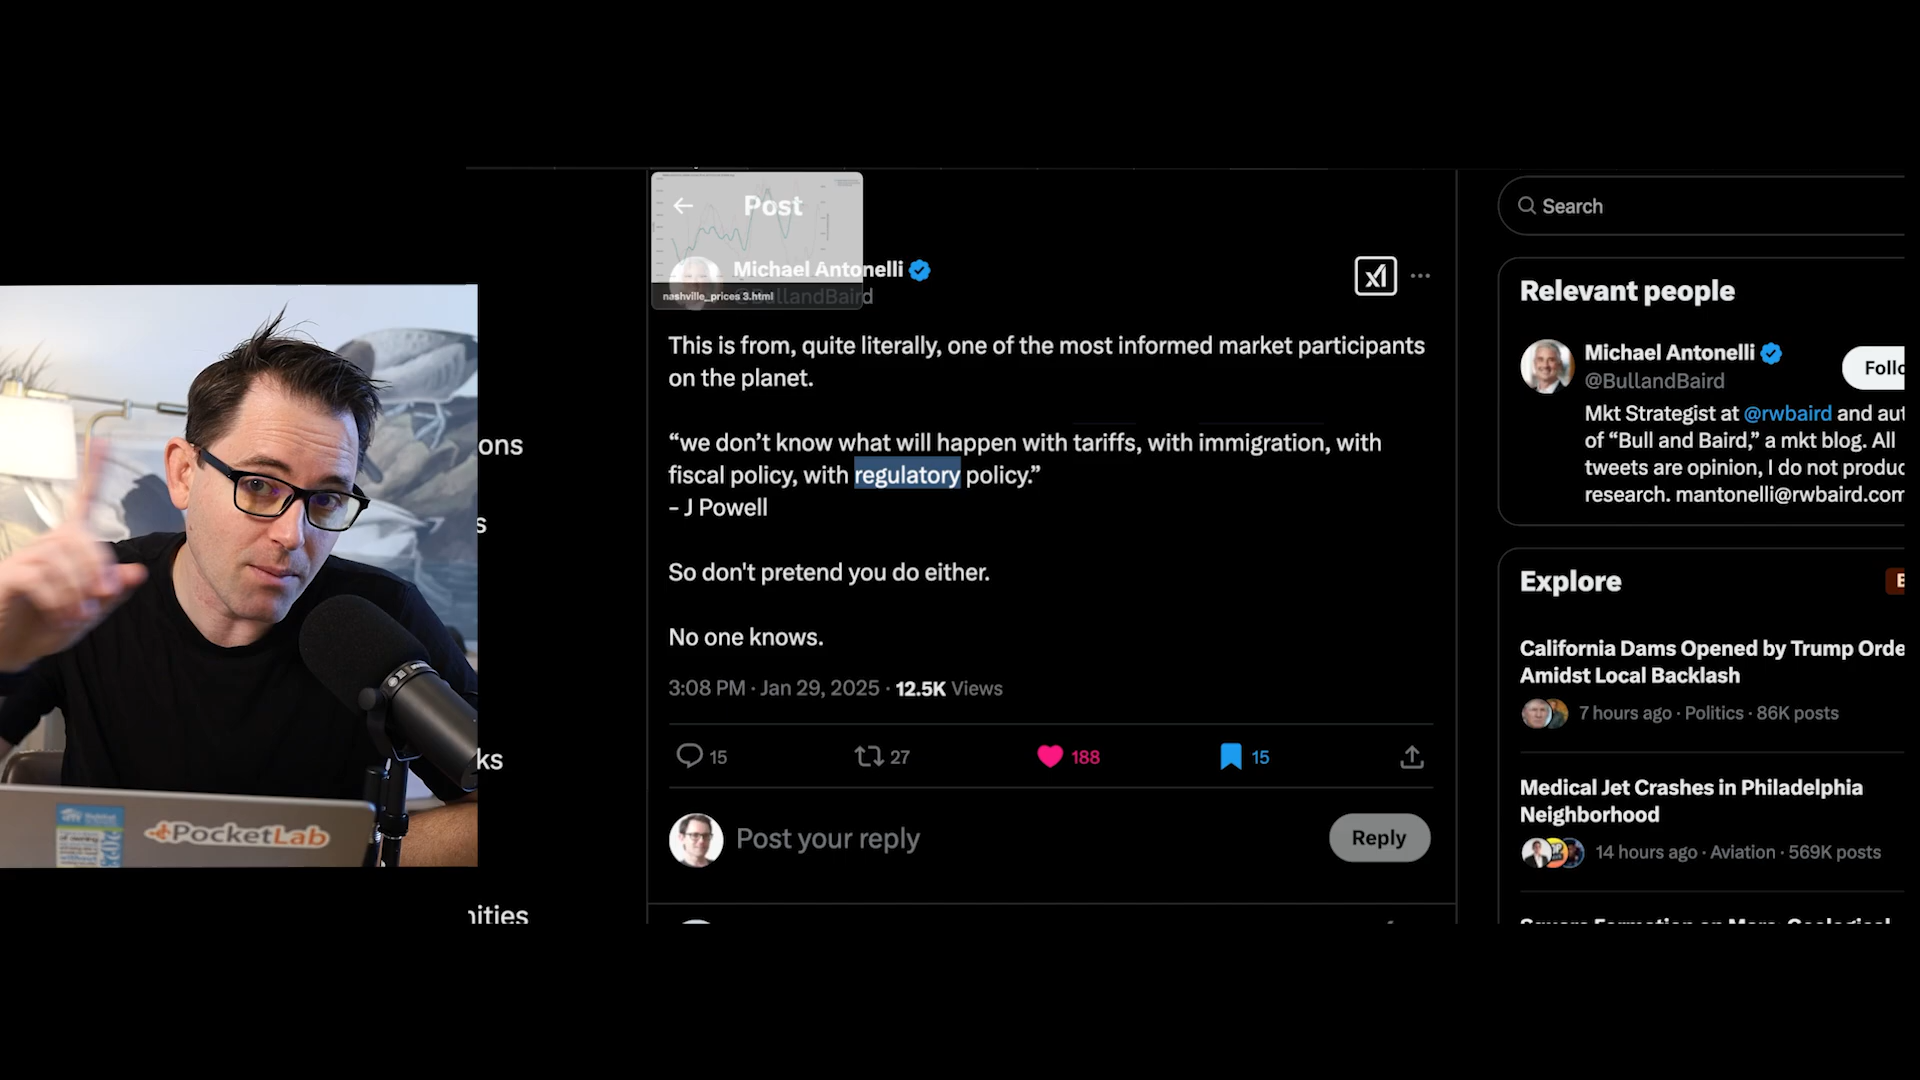 Post
Michael Antonelli
@BullandBaird
nashville_prices 3.html
This is from, quite literally, one of the most informed market participants
on the planet.
“we don’t know what will happen with tariffs, with immigration, with
fiscal policy, with regulatory policy.”
– J Powell
So don't pretend you do either.
No one knows.
3:08 PM · Jan 29, 2025 · 12.5K Views
15
27
188
15
Post your reply
Reply
ons
s
ks
nities
PocketLab
Search
Relevant people
Michael Antonelli
@BullandBaird
Follo
Mkt Strategist at @rwbaird and aut
of “Bull and Baird,” a mkt blog. All
tweets are opinion, I do not produc
research. mantonelli@rwbaird.com
Explore
California Dams Opened by Trump Orde
Amidst Local Backlash
7 hours ago · Politics · 86K posts
Medical Jet Crashes in Philadelphia
Neighborhood
14 hours ago · Aviation · 569K posts